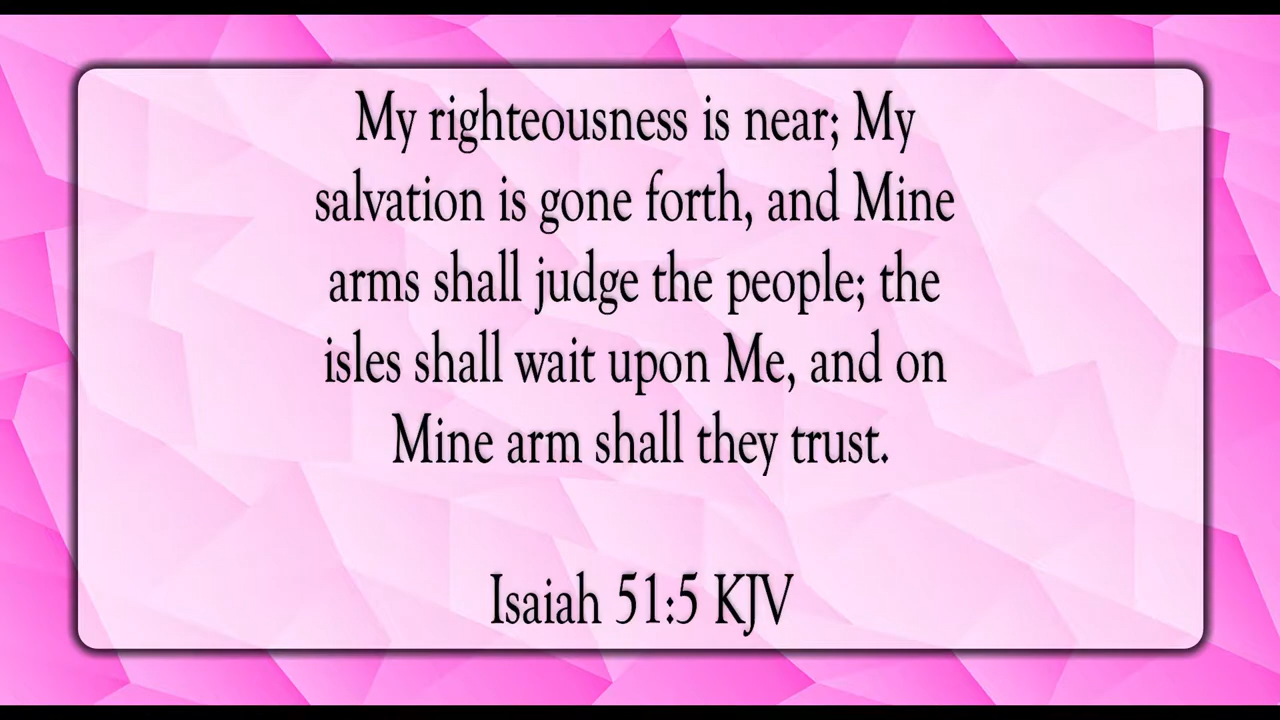 My righteousness is near; My
salvation is gone forth, and Mine
arms shall judge the people; the
isles shall wait upon Me, and on
Mine arm shall they trust.
Isaiah 51:5 KJV